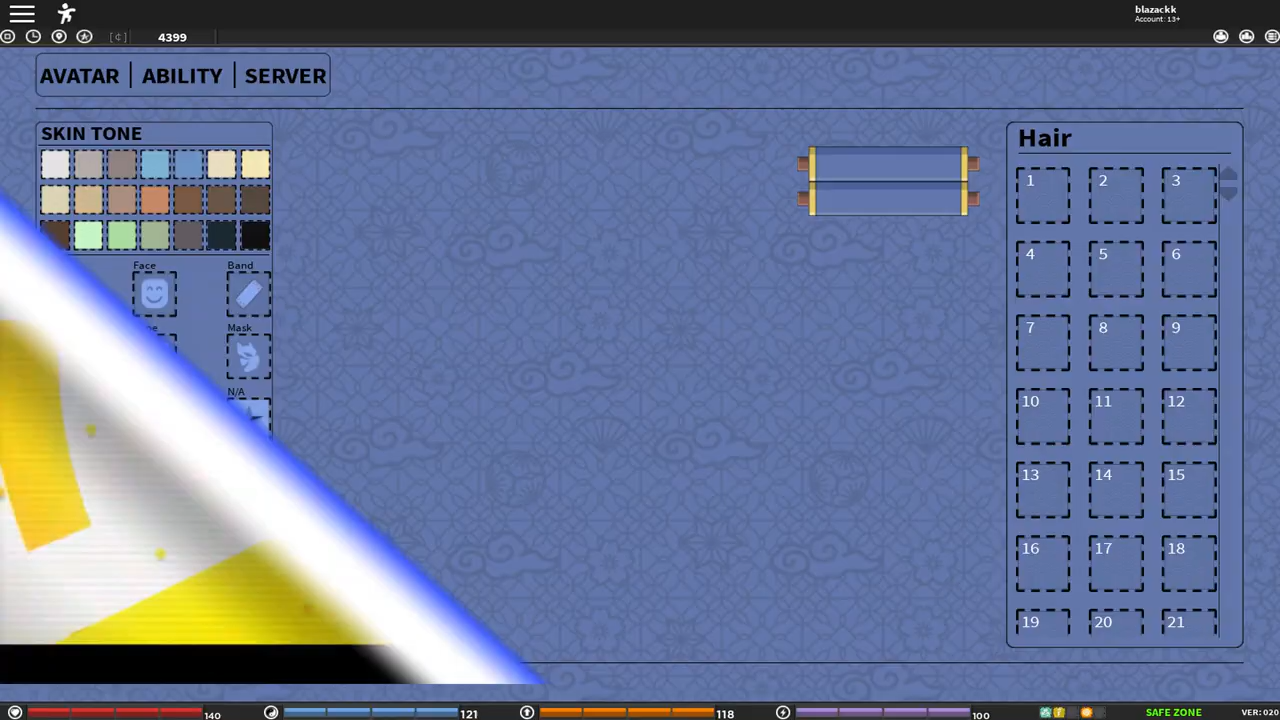 blazackk
Account: 13+
[¢] 4399
AVATAR | ABILITY | SERVER
SKIN TONE
Hair
1 2 3
Face Band
4 5 6
Mask
7 8 9
N/A
10 11 12
13 14 15
16 17 18
19 20 21
140 121 118 100 SAFE ZONE VER:020